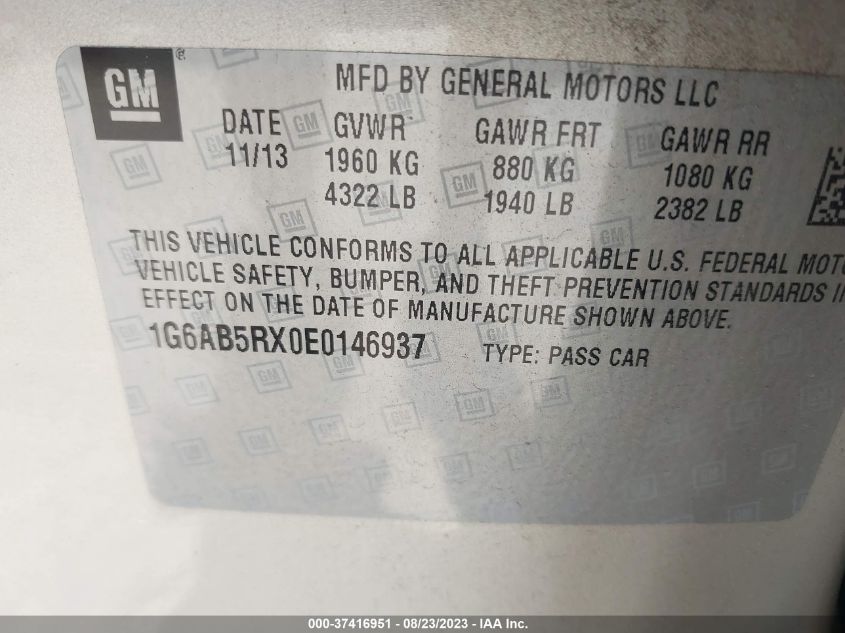 GM ®
MFD BY GENERAL MOTORS LLC
DATE GVWR GAWR FRT GAWR RR
11/13 1960 KG 880 KG 1080 KG
4322 LB 1940 LB 2382 LB
THIS VEHICLE CONFORMS TO ALL APPLICABLE U.S. FEDERAL MOT
VEHICLE SAFETY, BUMPER, AND THEFT PREVENTION STANDARDS I
EFFECT ON THE DATE OF MANUFACTURE SHOWN ABOVE.
1G6AB5RX0E0146937 TYPE: PASS CAR
000-37416951 | 08/23/2023 - IAA Inc.